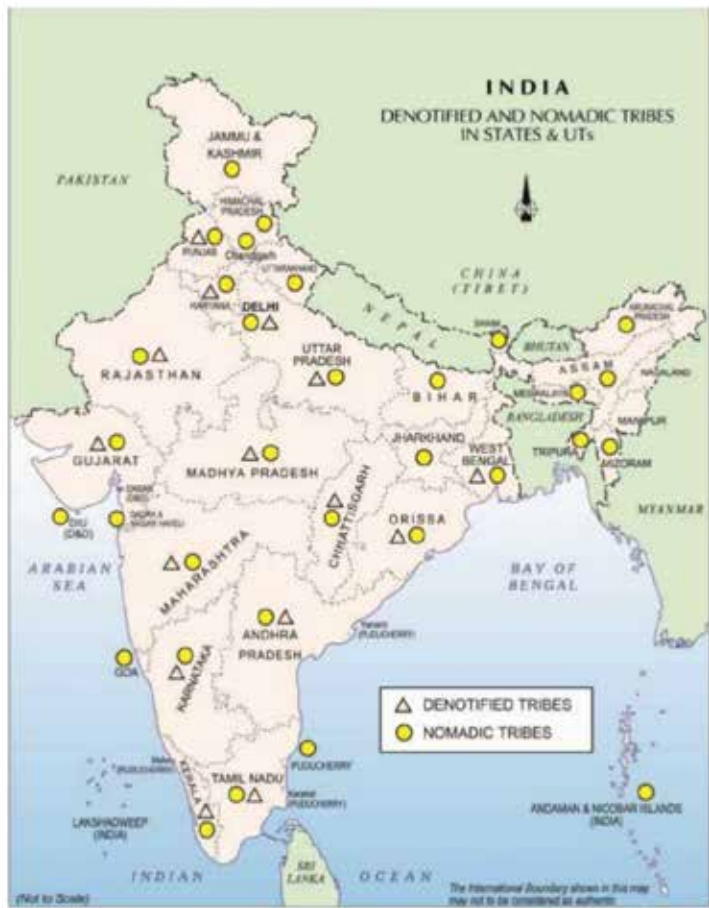 INDIA
DENOTIFIED AND NOMADIC TRIBES
IN STATES & UTs
JAMMU &
KASHMIR
PAKISTAN
HIMACHAL
PRADESH
PUNJAB
Chandigarh
UTTARAKHAND
CHINA
(TIBET)
HARYANA
DELHI
NEPAL
SIKKIM
BHUTAN
ARUNACHAL
PRADESH
RAJASTHAN
UTTAR
PRADESH
BIHAR
ASSAM
NAGALAND
MEGHALAYA
BANGLADESH
MANIPUR
JHARKHAND
WEST
BENGAL
TRIPURA
MIZORAM
GUJARAT
MADHYA PRADESH
CHHATTISGARH
DAMAN
(D&D)
DIU
(D&D)
DADRA &
NAGAR HAVELI
ORISSA
MYANMAR
ARABIAN
SEA
MAHARASHTRA
BAY OF
BENGAL
ANDHRA
PRADESH
Yanam
(PUDUCHERRY)
GOA
KARNATAKA
DENOTIFIED TRIBES
NOMADIC TRIBES
PUDUCHERRY
(PUDUCHERRY)
KERALA
TAMIL NADU
Karaikal
(PUDUCHERRY)
LAKSHADWEEP
(INDIA)
ANDAMAN & NICOBAR ISLANDS
(INDIA)
INDIAN OCEAN
SRI
LANKA
(Not to Scale)
The International Boundary shown in this map
may not to be considered as authentic